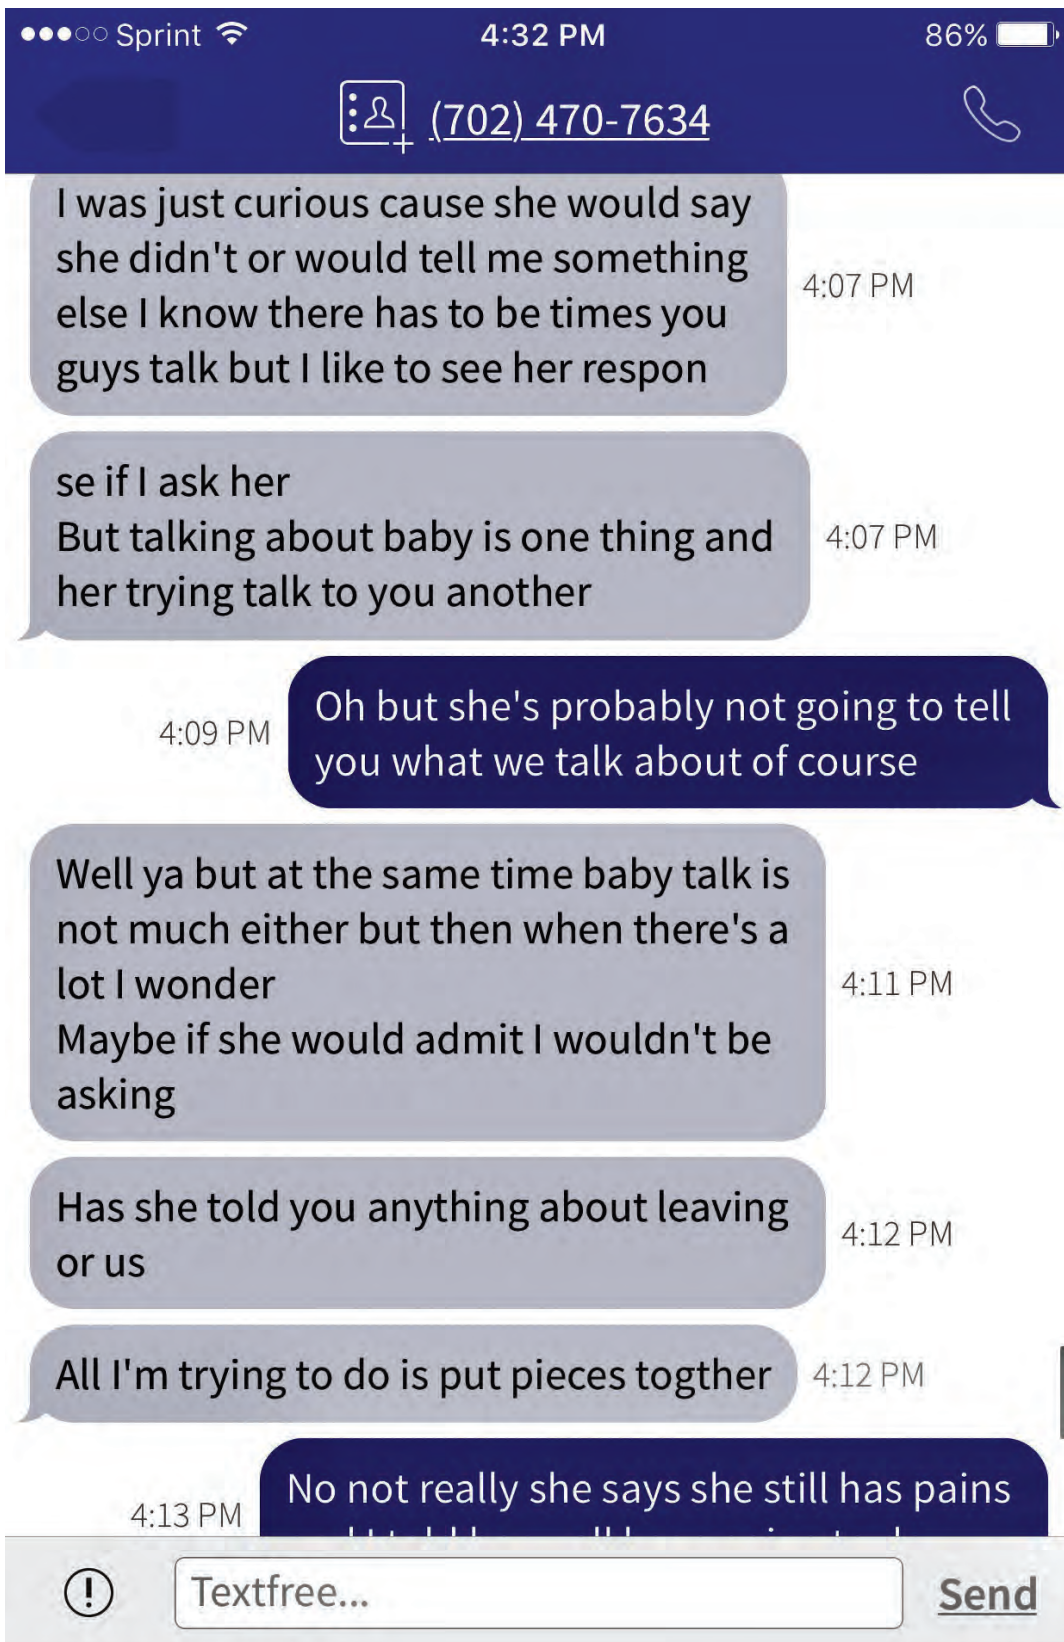 Sprint 4:32 PM 86%
(702) 470-7634
I was just curious cause she would say
she didn't or would tell me something
else I know there has to be times you
guys talk but I like to see her respon
4:07 PM
se if I ask her
But talking about baby is one thing and
her trying talk to you another
4:07 PM
4:09 PM
Oh but she's probably not going to tell
you what we talk about of course
Well ya but at the same time baby talk is
not much either but then when there's a
lot I wonder
Maybe if she would admit I wouldn't be
asking
4:11 PM
Has she told you anything about leaving
or us
4:12 PM
All I'm trying to do is put pieces togther
4:12 PM
4:13 PM
No not really she says she still has pains
Textfree...
Send